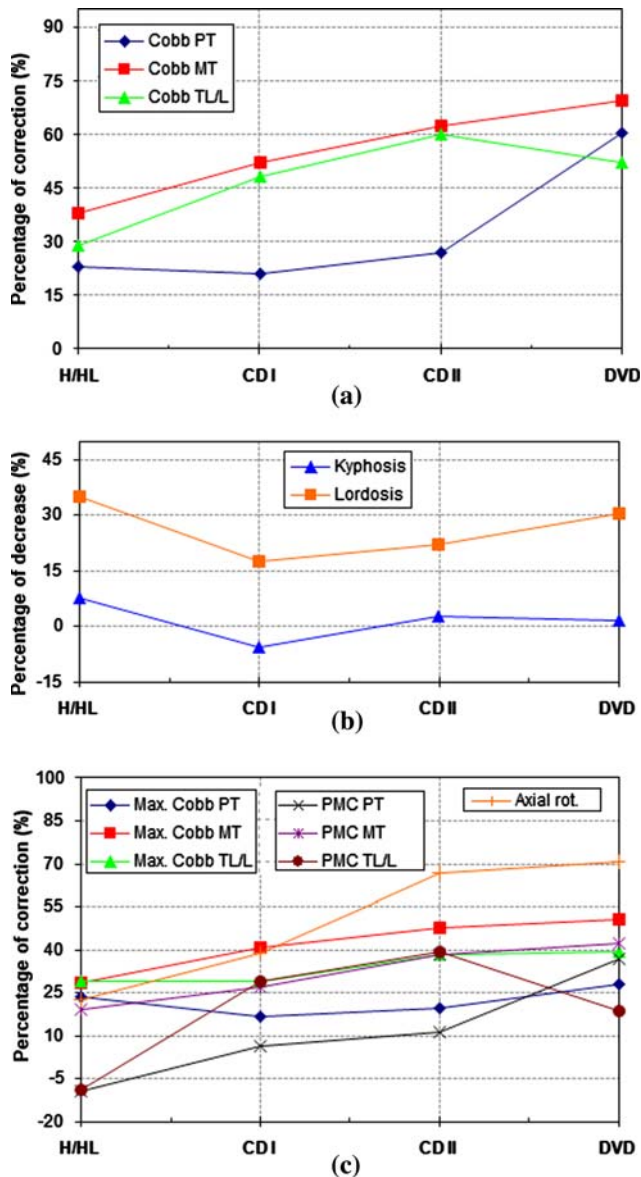 Percentage of correction (%)
90
75
60
45
30
15
0
Cobb PT
Cobb MT
Cobb TL/L
H/HL CD I CD II DVD
(a)
Percentage of decrease (%)
45
30
15
0
-15
Kyphosis
Lordosis
H/HL CD I CD II DVD
(b)
Percentage of correction (%)
100
85
70
55
40
25
10
-5
-20
Max. Cobb PT
Max. Cobb MT
Max. Cobb TL/L
PMC PT
PMC MT
PMC TL/L
Axial rot.
H/HL CD I CD II DVD
(c)